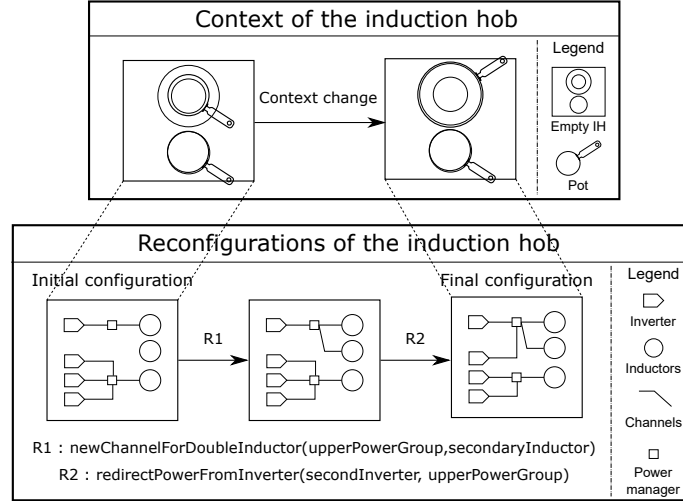 Context of the induction hob
Context change
Legend
Empty IH
Pot
Reconfigurations of the induction hob
Initial configuration
Final configuration
R1
R2
R1 : newChannelForDoubleInductor(upperPowerGroup,secondaryInductor)
R2 : redirectPowerFromInverter(secondInverter, upperPowerGroup)
Legend
Inverter
Inductors
Channels
Power
manager